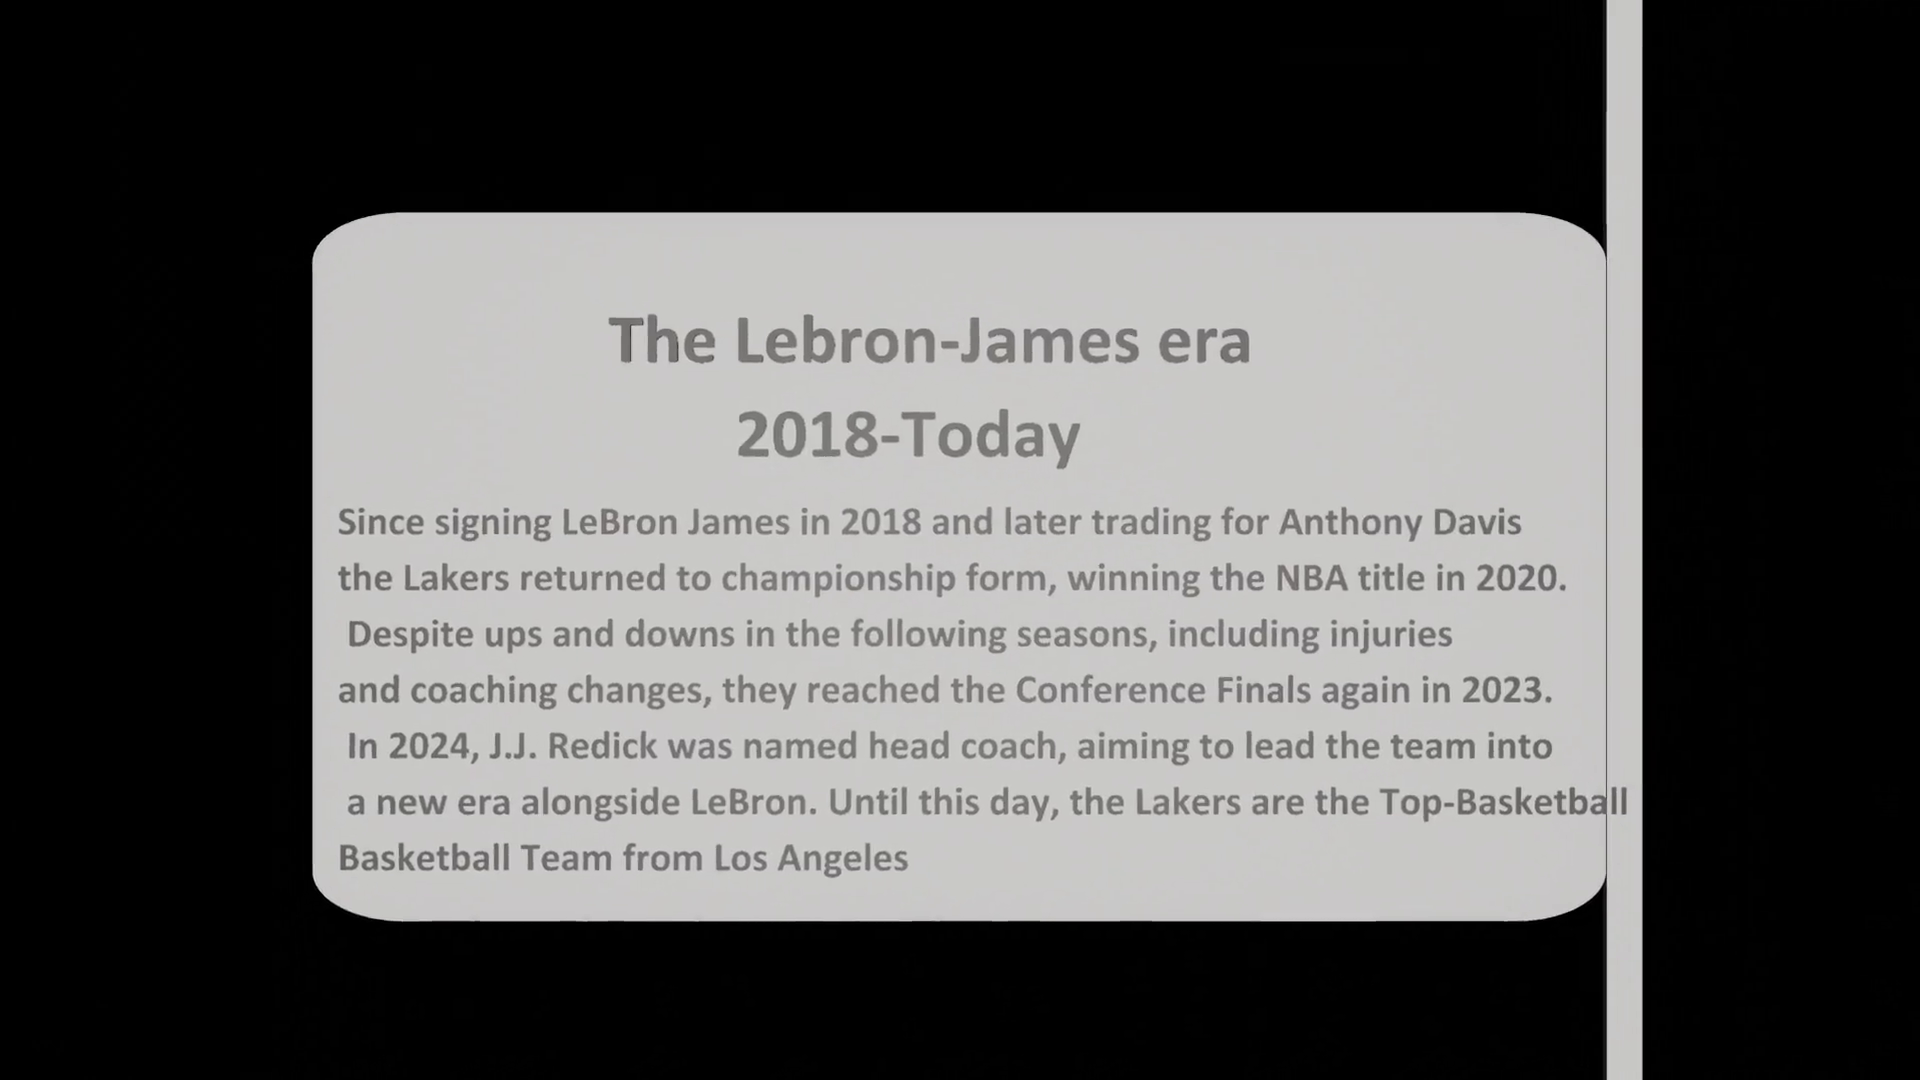 The Lebron-James era
2018-Today
Since signing LeBron James in 2018 and later trading for Anthony Davis
the Lakers returned to championship form, winning the NBA title in 2020.
Despite ups and downs in the following seasons, including injuries
and coaching changes, they reached the Conference Finals again in 2023.
In 2024, J.J. Redick was named head coach, aiming to lead the team into
a new era alongside LeBron. Until this day, the Lakers are the Top-Basketball
Basketball Team from Los Angeles